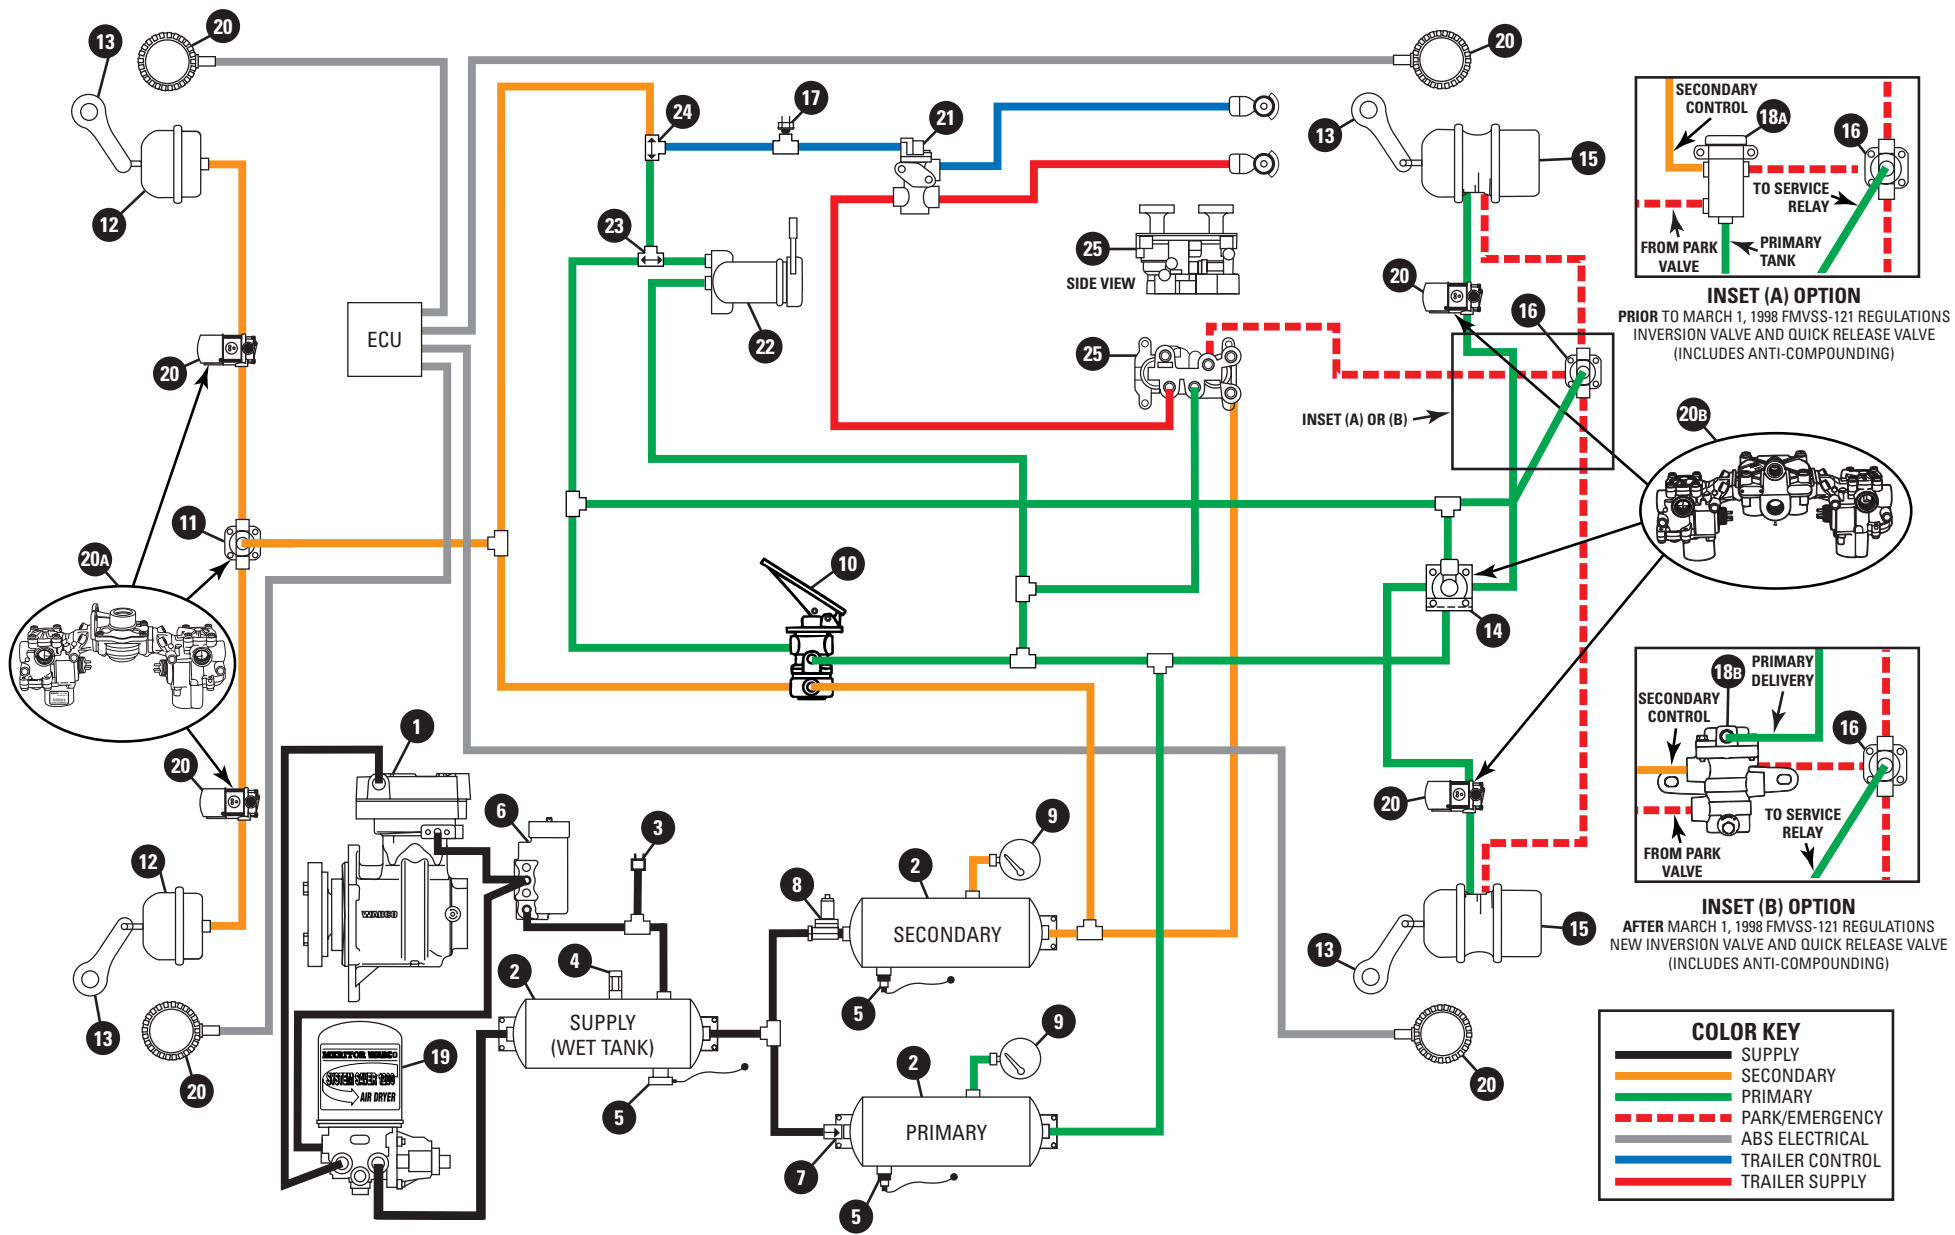 13
20
12
20
20A
11
20
12
13
20
ECU
24
17
21
23
22
25
SIDE VIEW
25
10
1
WABCO
6
3
8
9
2
SECONDARY
5
4
2
SUPPLY
(WET TANK)
5
19
MERITOR WABCO
SYSTEM SAVER 1200
AIR DRYER
9
2
PRIMARY
7
5
20
13
15
20
16
INSET (A) OR (B)
14
20B
20
15
13
20
SECONDARY
CONTROL
18A
16
TO SERVICE
RELAY
FROM PARK
VALVE
PRIMARY
TANK
INSET (A) OPTION
PRIOR TO MARCH 1, 1998 FMVSS-121 REGULATIONS
INVERSION VALVE AND QUICK RELEASE VALVE
(INCLUDES ANTI-COMPOUNDING)
18B
PRIMARY
DELIVERY
SECONDARY
CONTROL
16
TO SERVICE
RELAY
FROM PARK
VALVE
INSET (B) OPTION
AFTER MARCH 1, 1998 FMVSS-121 REGULATIONS
NEW INVERSION VALVE AND QUICK RELEASE VALVE
(INCLUDES ANTI-COMPOUNDING)
COLOR KEY
SUPPLY
SECONDARY
PRIMARY
PARK/EMERGENCY
ABS ELECTRICAL
TRAILER CONTROL
TRAILER SUPPLY